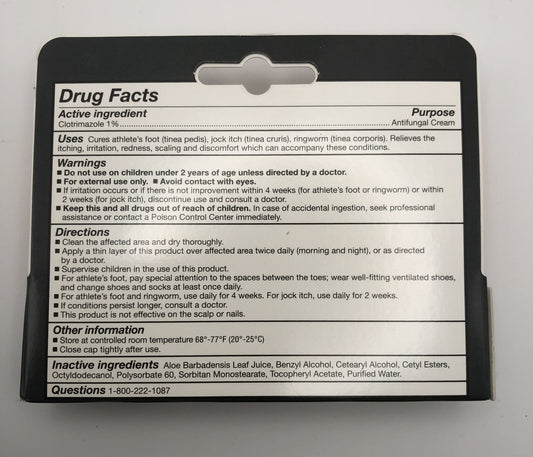 Drug Facts
Active ingredient Purpose
Clotrimazole 1%........................................................................................Antifungal Cream
Uses Cures athlete's foot (tinea pedis), jock itch (tinea cruris), ringworm (tinea corporis). Relieves the
itching, irritation, redness, scaling and discomfort which can accompany these conditions.
Warnings
■ Do not use on children under 2 years of age unless directed by a doctor.
■ For external use only. ■ Avoid contact with eyes.
■ If irritation occurs or if there is not improvement within 4 weeks (for athlete's foot or ringworm) or within
2 weeks (for jock itch), discontinue use and consult a doctor.
■ Keep this and all drugs out of reach of children. In case of accidental ingestion, seek professional
assistance or contact a Poison Control Center immediately.
Directions
■ Clean the affected area and dry thoroughly.
■ Apply a thin layer of this product over affected area twice daily (morning and night), or as directed
by a doctor.
■ Supervise children in the use of this product.
■ For athlete's foot, pay special attention to the spaces between the toes; wear well-fitting ventilated shoes,
and change shoes and socks at least once daily.
■ For athlete's foot and ringworm, use daily for 4 weeks. For jock itch, use daily for 2 weeks.
■ If conditions persist longer, consult a doctor.
■ This product is not effective on the scalp or nails.
Other information
■ Store at controlled room temperature 68°-77°F (20°-25°C)
■ Close cap tightly after use.
Inactive ingredients Aloe Barbadensis Leaf Juice, Benzyl Alcohol, Cetearyl Alcohol, Cetyl Esters,
Octyldodecanol, Polysorbate 60, Sorbitan Monostearate, Tocopheryl Acetate, Purified Water.
Questions 1-800-222-1087